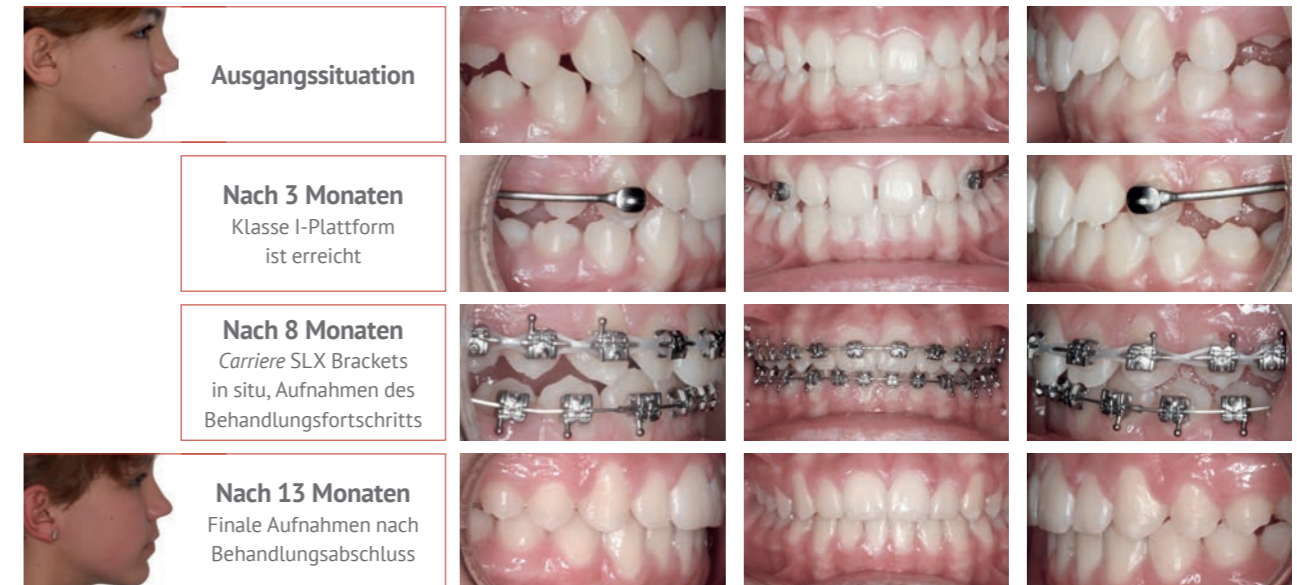 Ausgangssituation
Nach 3 Monaten
Klasse I-Plattform
ist erreicht
Nach 8 Monaten
Carriere SLX Brackets
in situ, Aufnahmen des
Behandlungsfortschritts
Nach 13 Monaten
Finale Aufnahmen nach
Behandlungsabschluss